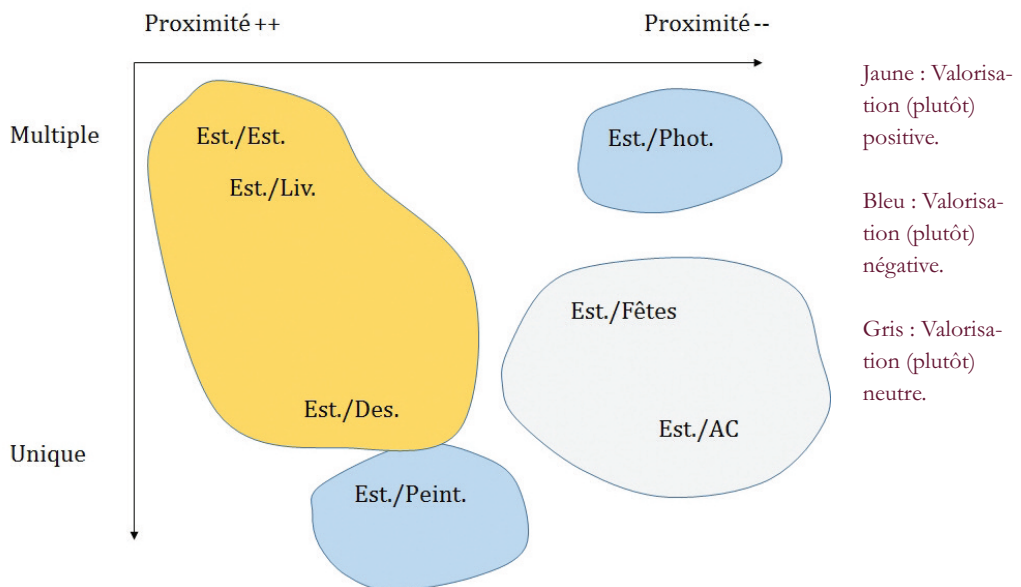 Proximité ++
Proximité --
Multiple
Est./Est.
Est./Liv.
Est./Phot.
Est./Fêtes
Est./Des.
Est./AC
Unique
Est./Peint.
Jaune : Valorisa-
tion (plutôt)
positive.
Bleu : Valorisa-
tion (plutôt)
négative.
Gris : Valorisa-
tion (plutôt)
neutre.